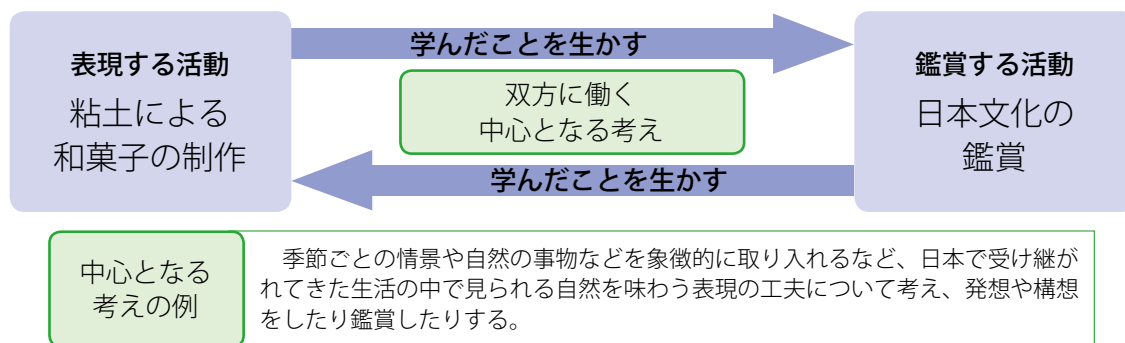 表現する活動
粘土による
和菓子の制作
学んだことを生かす
双方に働く
中心となる考え
学んだことを生かす
鑑賞する活動
日本文化の
鑑賞
中心となる
考えの例
季節ごとの情景や自然の事物などを象徴的に取り入れるなど、日本で受け継が
れてきた生活の中で見られる自然を味わう表現の工夫について考え、発想や構想
をしたり鑑賞したりする。